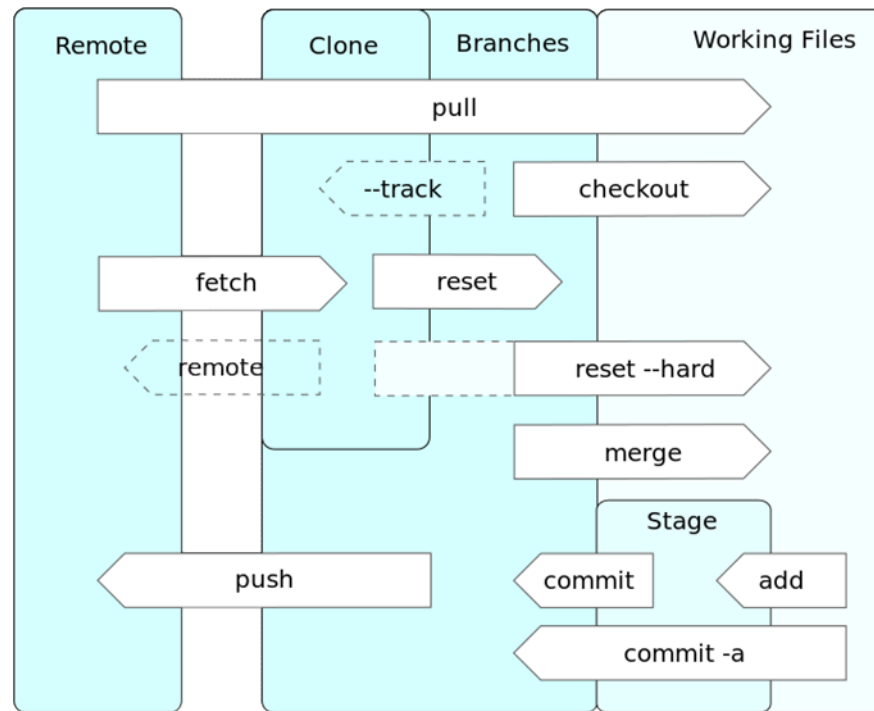 Remote
Clone
Branches
Working Files
pull
--track
checkout
fetch
reset
remote
reset --hard
merge
Stage
push
commit
add
commit -a